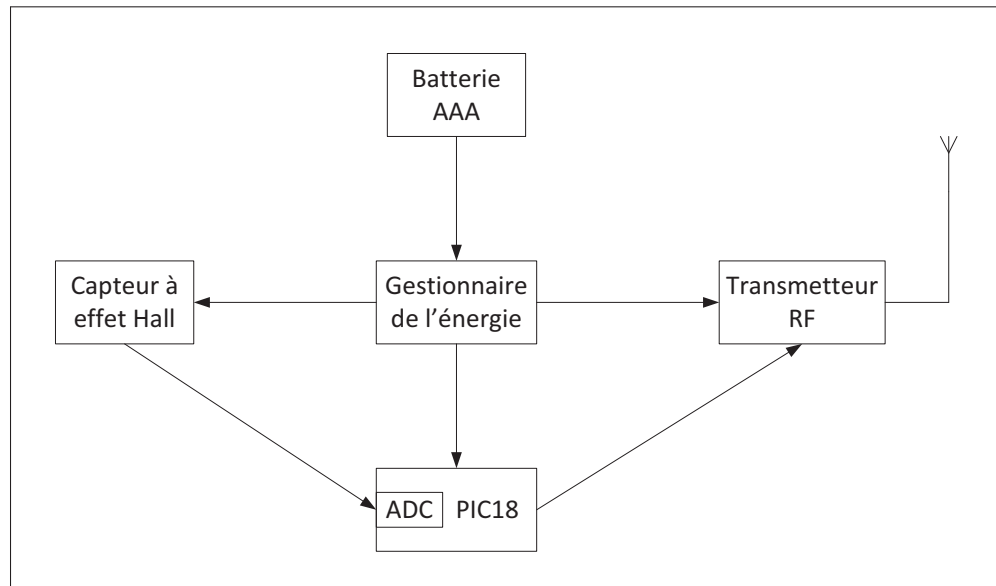 Batterie
AAA
Capteur à
effet Hall
Gestionnaire
de l’énergie
Transmetteur
RF
ADC
PIC18